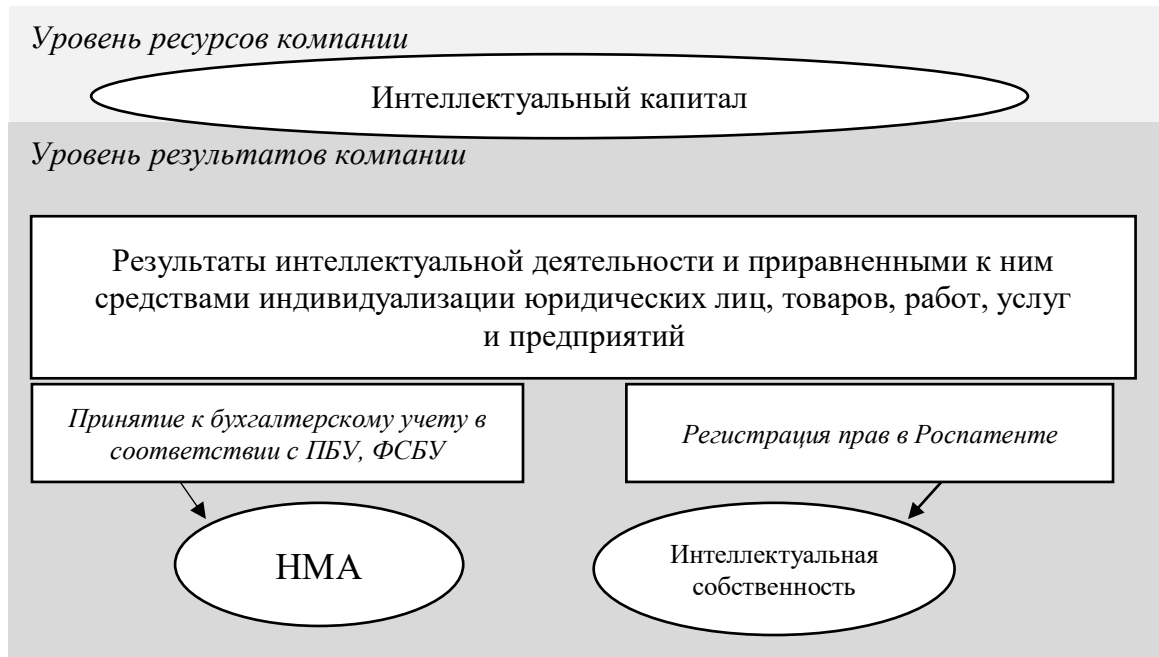 Уровень ресурсов компании
Интеллектуальный капитал
Уровень результатов компании
Результаты интеллектуальной деятельности и приравненными к ним
средствами индивидуализации юридических лиц, товаров, работ, услуг
и предприятий
Принятие к бухгалтерскому учету в
соответствии с ПБУ, ФСБУ
Регистрация прав в Роспатенте
НМА
Интеллектуальная
собственность